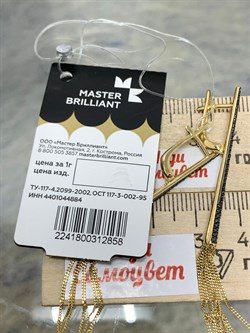 MASTER
BRILLIANT
ООО «Мастер Бриллиант»
Ул. Локомотивная, 2, г. Кострома, Россия
8 800 505 3957 masterbrilliant.com
цена за 1г
цена изд.
ТУ-117-4.2099-2002, ОСТ 117-3-002-95
ИНН 4401044884
2241800312858